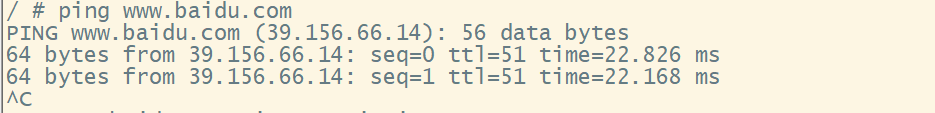 / # ping www.baidu.com
PING www.baidu.com (39.156.66.14): 56 data bytes
64 bytes from 39.156.66.14: seq=0 ttl=51 time=22.826 ms
64 bytes from 39.156.66.14: seq=1 ttl=51 time=22.168 ms
^C